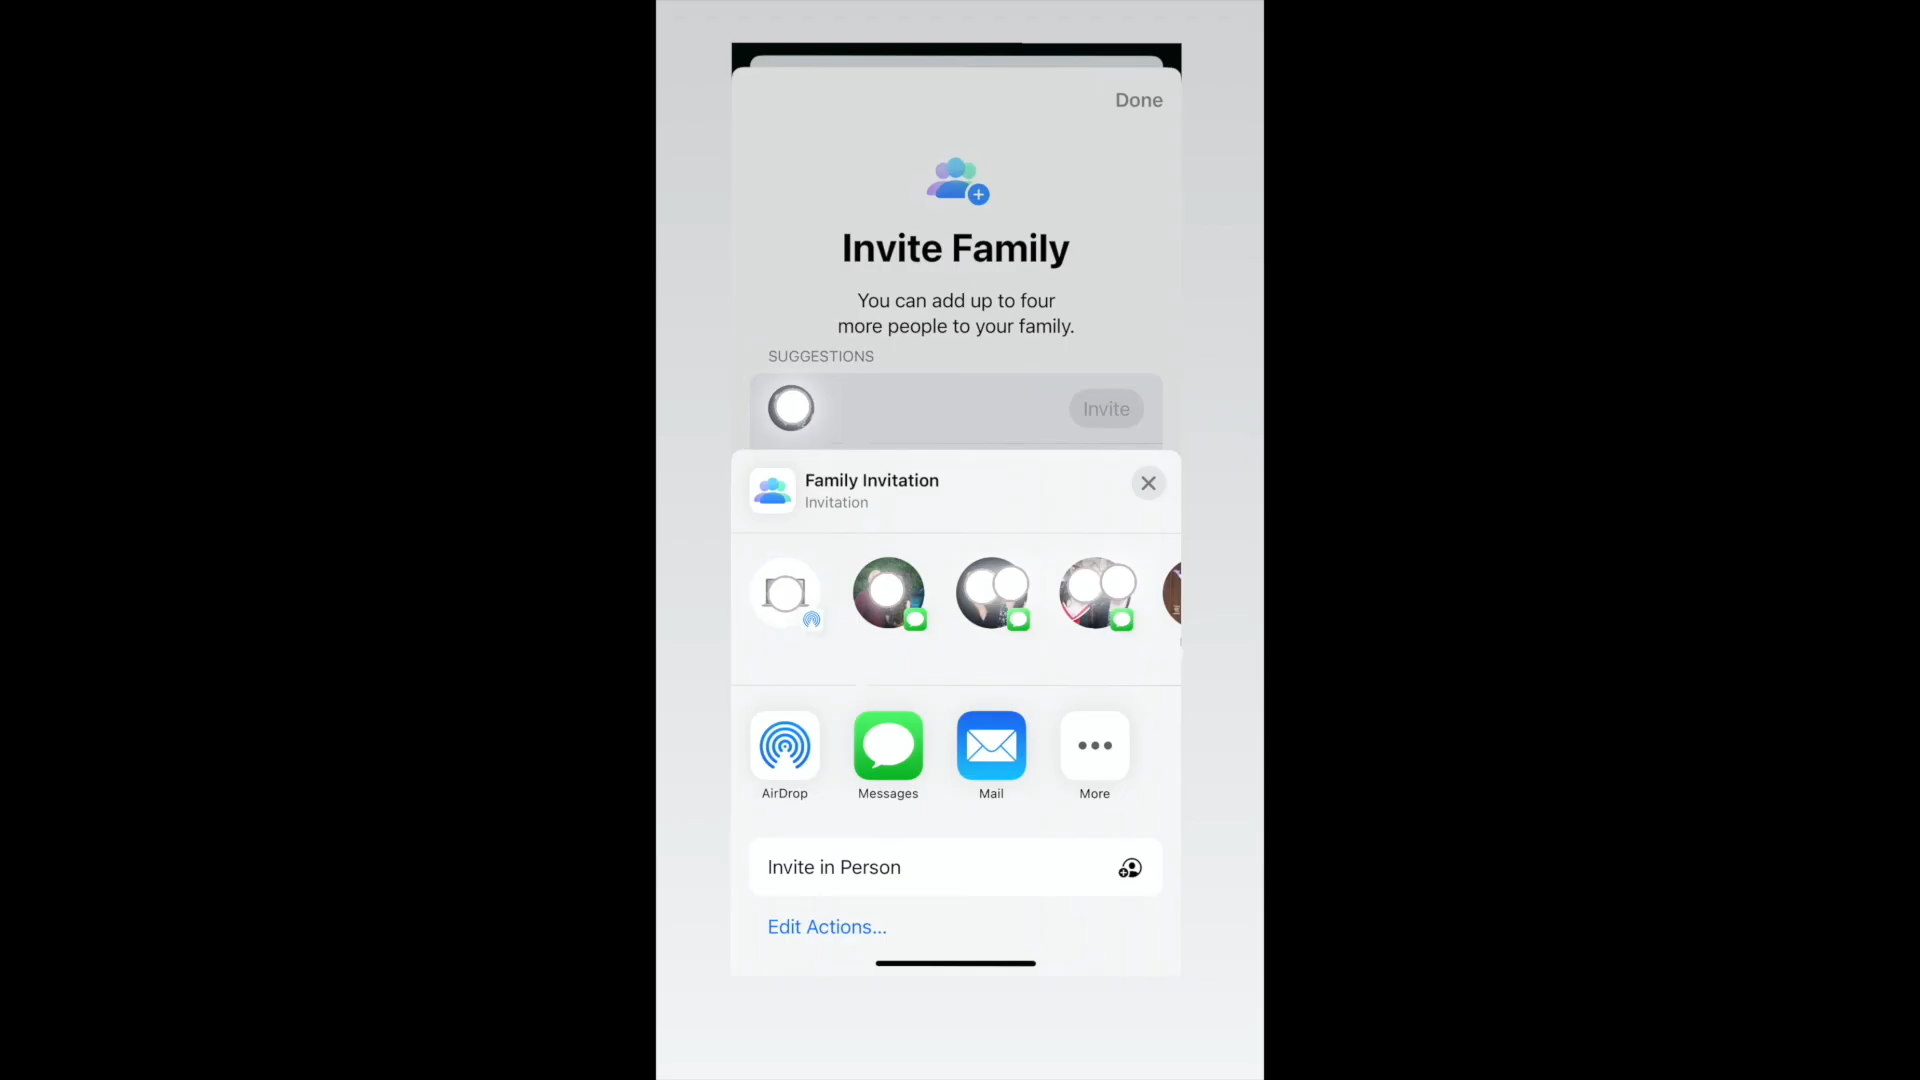 Done
Invite Family
You can add up to four
more people to your family.
SUGGESTIONS
Invite
Family Invitation
Invitation
AirDrop
Messages
Mail
More
Invite in Person
Edit Actions...